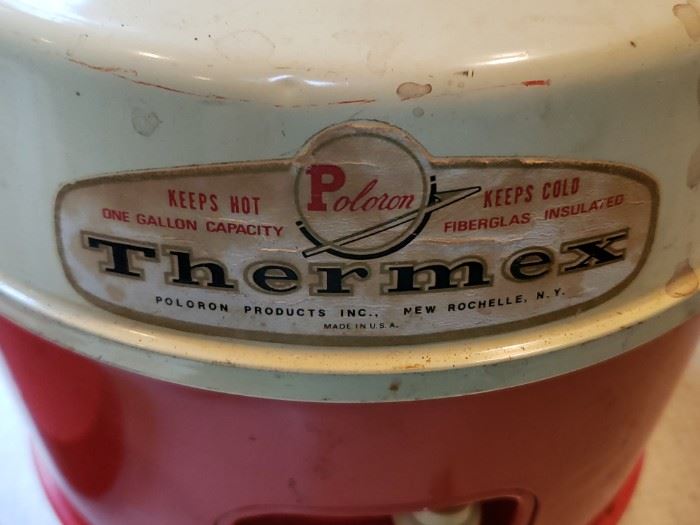 Poloron
KEEPS HOT
ONE GALLON CAPACITY
KEEPS COLD
FIBERGLAS INSULATED
Thermex
POLORON PRODUCTS INC., NEW ROCHELLE, N.Y.
MADE IN U.S.A.